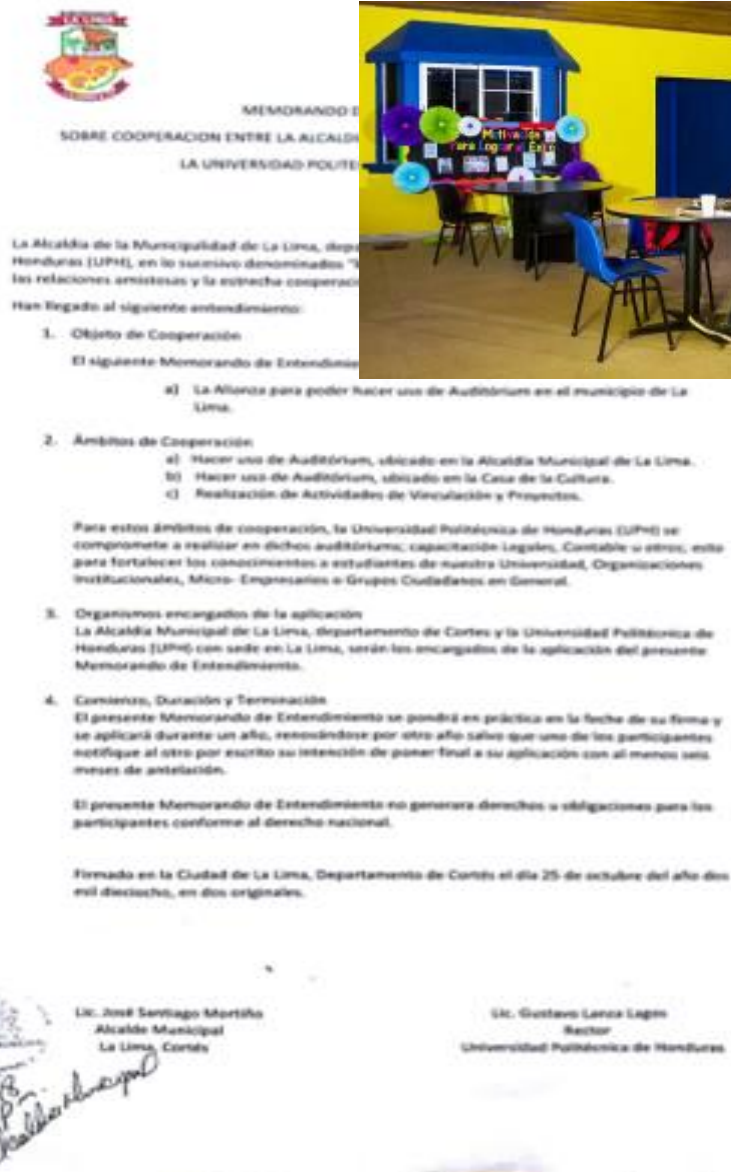 LA LIMA
MEMORANDO D
SOBRE COOPERACION ENTRE LA ALCALD
LA UNIVERSIDAD POLITE
Motivación
Para Lograr el Exito
La Alcaldía de la Municipalidad de La Lima, depa
Honduras (UPH), en lo sucesivo denominados
las relaciones amistosas y la estrecha cooperaci
Han llegado al siguiente entendimiento:
1. Objeto de Cooperación
El siguiente Memorando de Entendimie
a) La Alianza para poder hacer uso de Auditórium en el municipio de La
Lima.
2. Ámbitos de Cooperación
a) Hacer uso de Auditórium, ubicado en la Alcaldía Municipal de La Lima.
b) Hacer uso de Auditórium, ubicado en la Casa de la Cultura.
c) Realización de Actividades de Vinculación y Proyectos.
Para estos ámbitos de cooperación, la Universidad Politécnica de Honduras (UPH) se
compromete a realizar en dichos auditóriums; capacitación Legales, Contable u otros; esto
para fortalecer los conocimientos a estudiantes de nuestra Universidad, Organizaciones
Institucionales, Micro- Empresarios o Grupos Ciudadanos en General.
3. Organismos encargados de la aplicación
La Alcaldía Municipal de La Lima, departamento de Cortes y la Universidad Politécnica de
Honduras (UPH) con sede en La Lima, serán los encargados de la aplicación del presente
Memorando de Entendimiento.
4. Comienzo, Duración y Terminación
El presente Memorando de Entendimiento se pondrá en práctica en la feche de su firma y
se aplicará durante un año, renovándose por otro año salvo que uno de los participantes
notifique al otro por escrito su intención de poner final a su aplicación con al menos seis
meses de antelación.
El presente Memorando de Entendimiento no generara derechos u obligaciones para los
participantes conforme al derecho nacional.
Firmado en la Ciudad de La Lima, Departamento de Cortés el día 25 de octubre del año dos
mil dieciocho, en dos originales.
Lic. José Santiago Mortiño
Alcalde Municipal
La Lima, Cortés
Lic. Gustavo Lanza Lagos
Rector
Universidad Politécnica de Honduras
Municipal